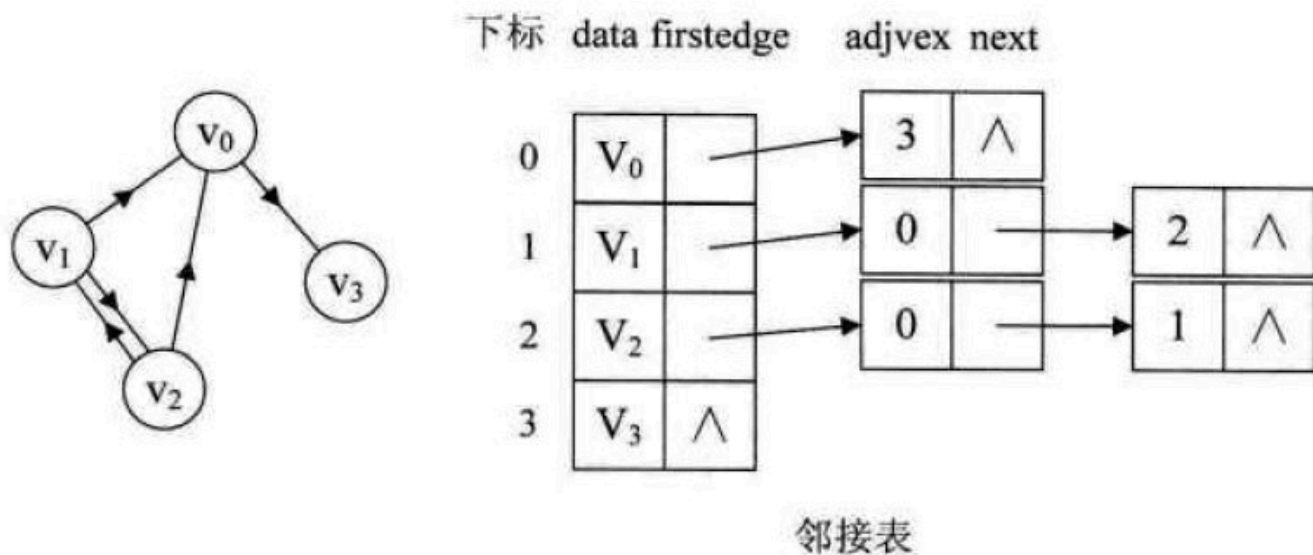 下标 data firstedge adjvex next
v₀
v₁
v₂
v₃
0 V₀ 3 ∧
1 V₁ 0 2 ∧
2 V₂ 0 1 ∧
3 V₃ ∧
邻接表